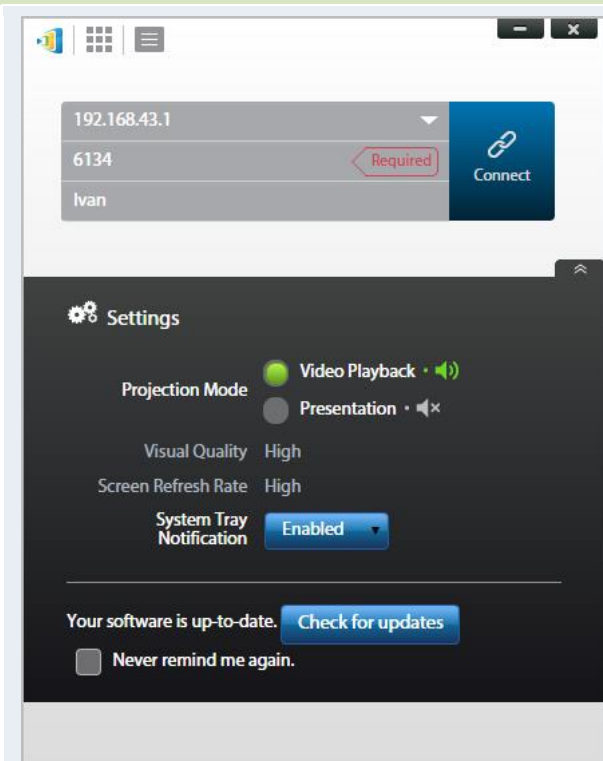 192.168.43.1
6134 Required
Ivan
Connect
Settings
Projection Mode
Video Playback
Presentation
Visual Quality High
Screen Refresh Rate High
System Tray
Notification
Enabled
Your software is up-to-date. Check for updates
Never remind me again.